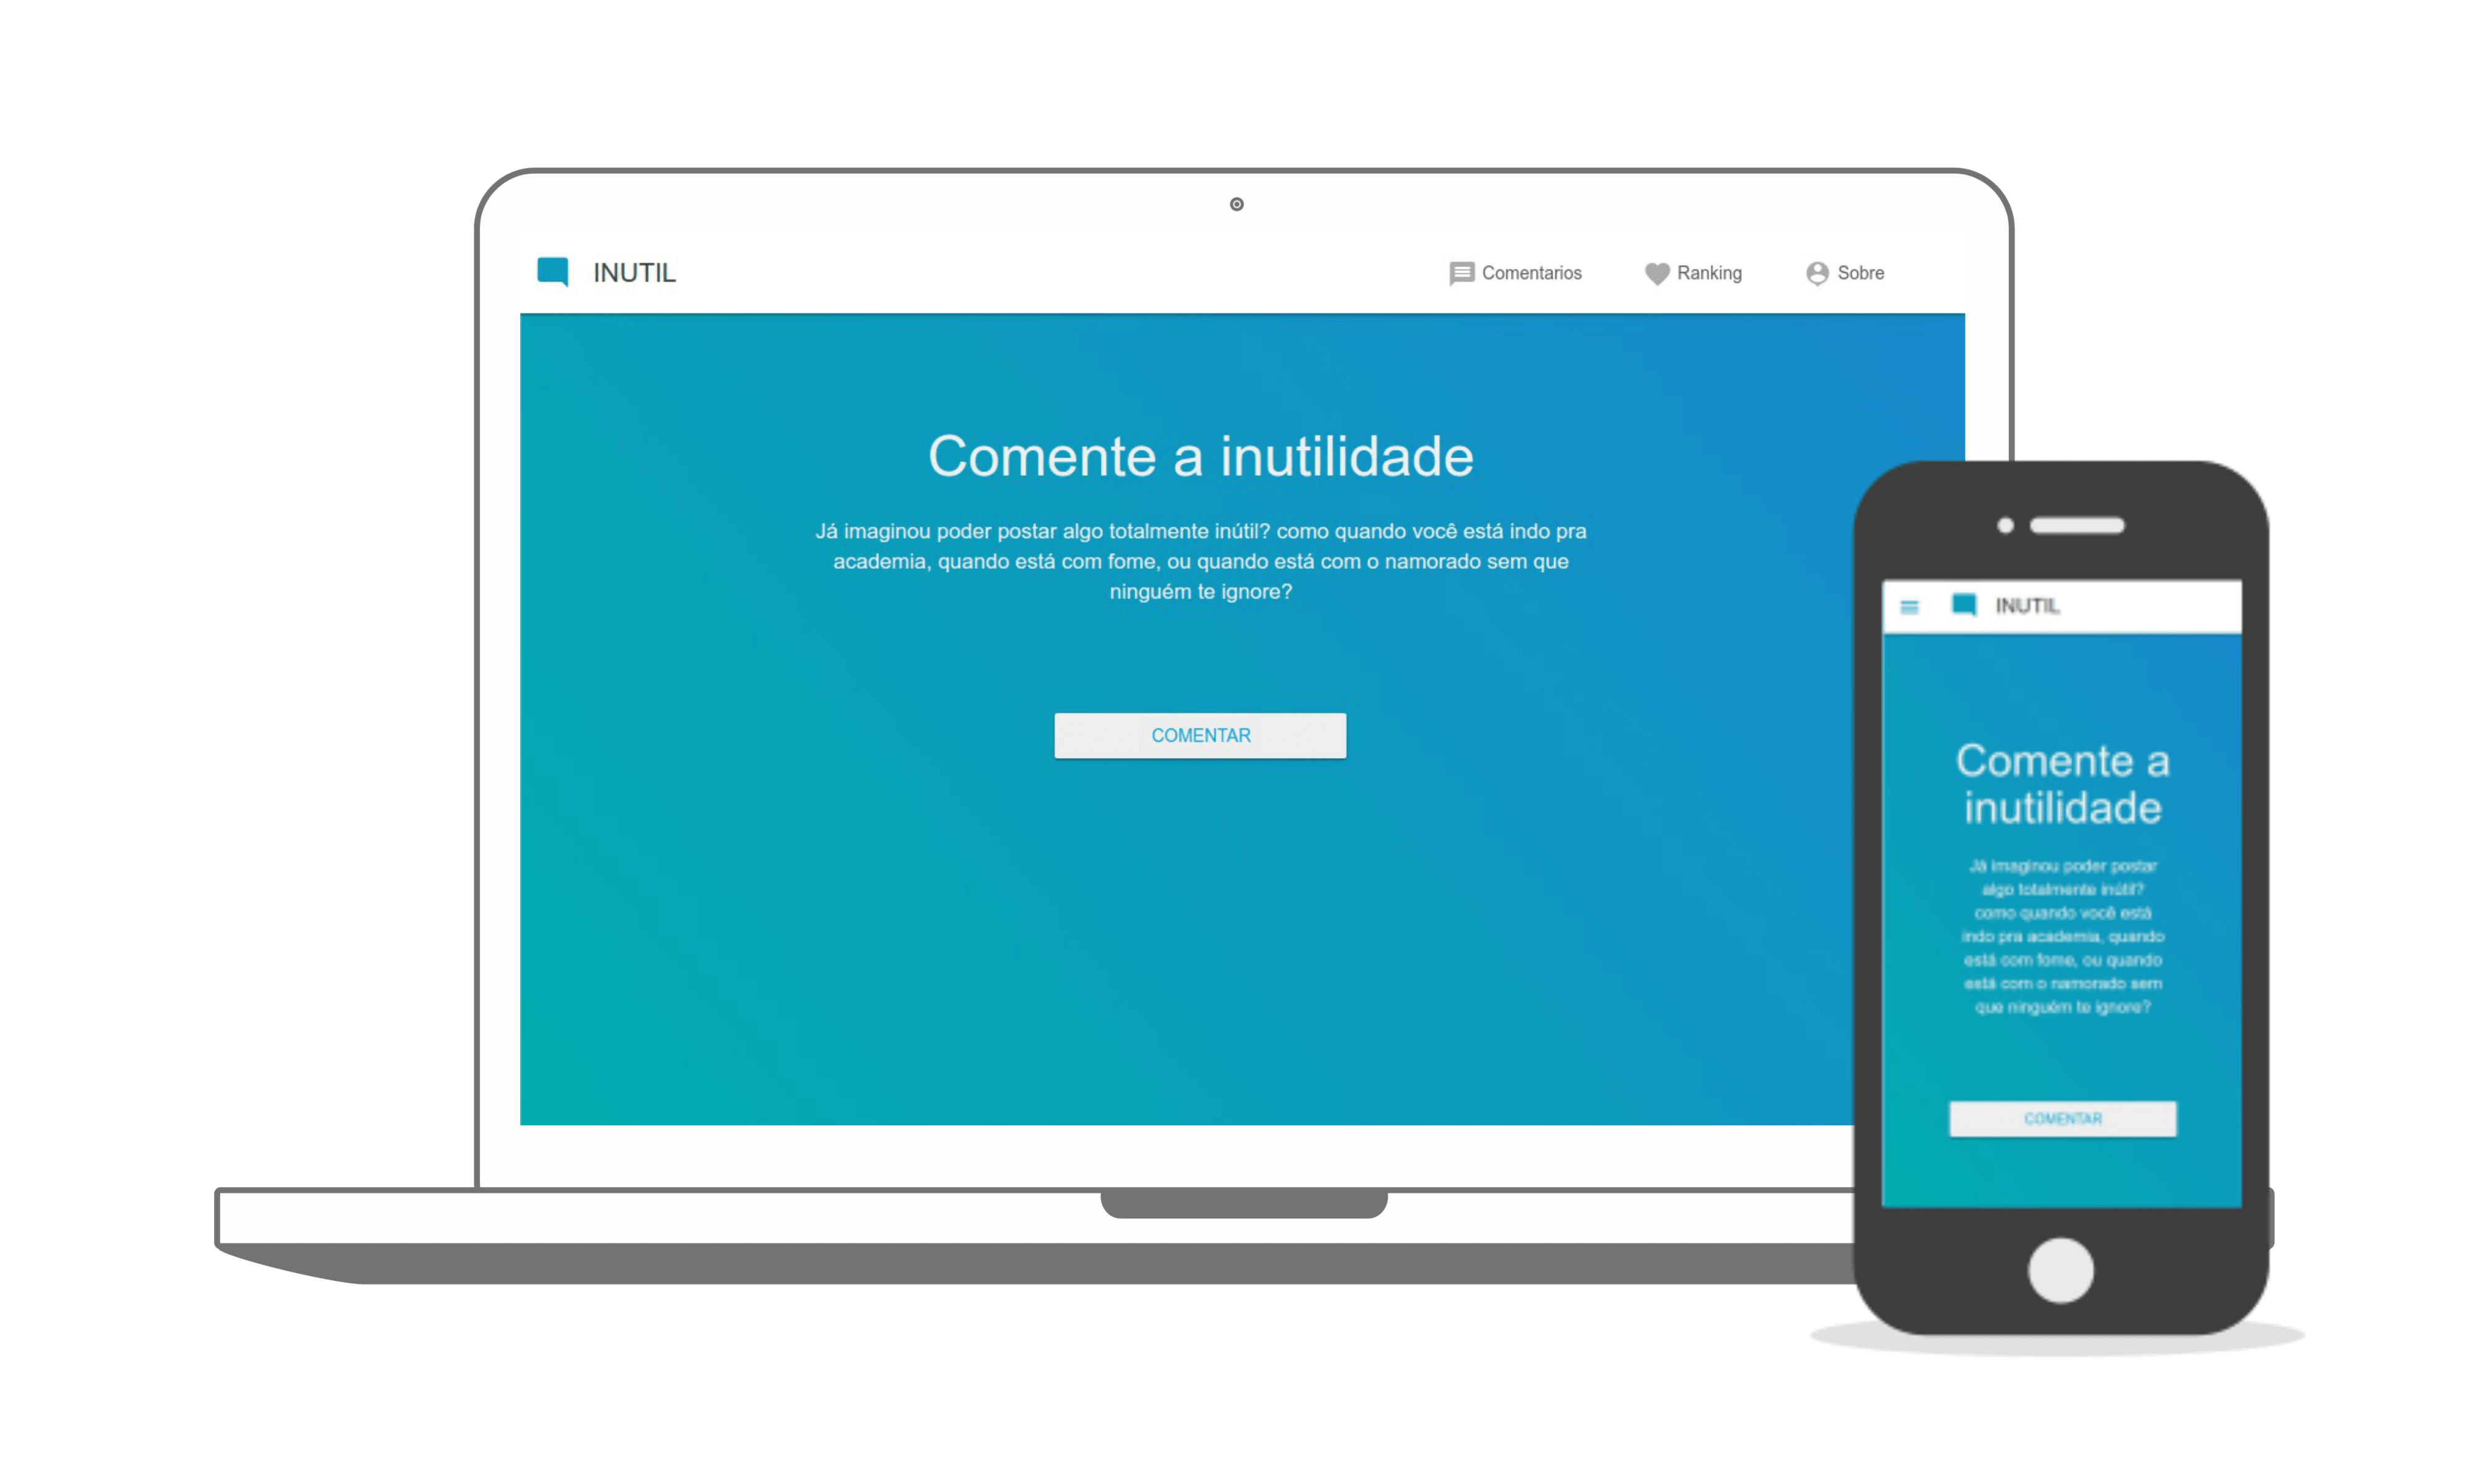 INUTIL
Comentarios
Ranking
Sobre
Comente a inutilidade
Já imaginou poder postar algo totalmente inútil? como quando você está indo pra
academia, quando está com fome, ou quando está com o namorado sem que
ninguém te ignore?
COMENTAR
INUTIL
Comente a
inutilidade
Já imaginou poder postar
algo totalmente inútil?
como quando você está
indo pra academia, quando
está com fome, ou quando
está com o namorado sem
que ninguém te ignore?
COMENTAR